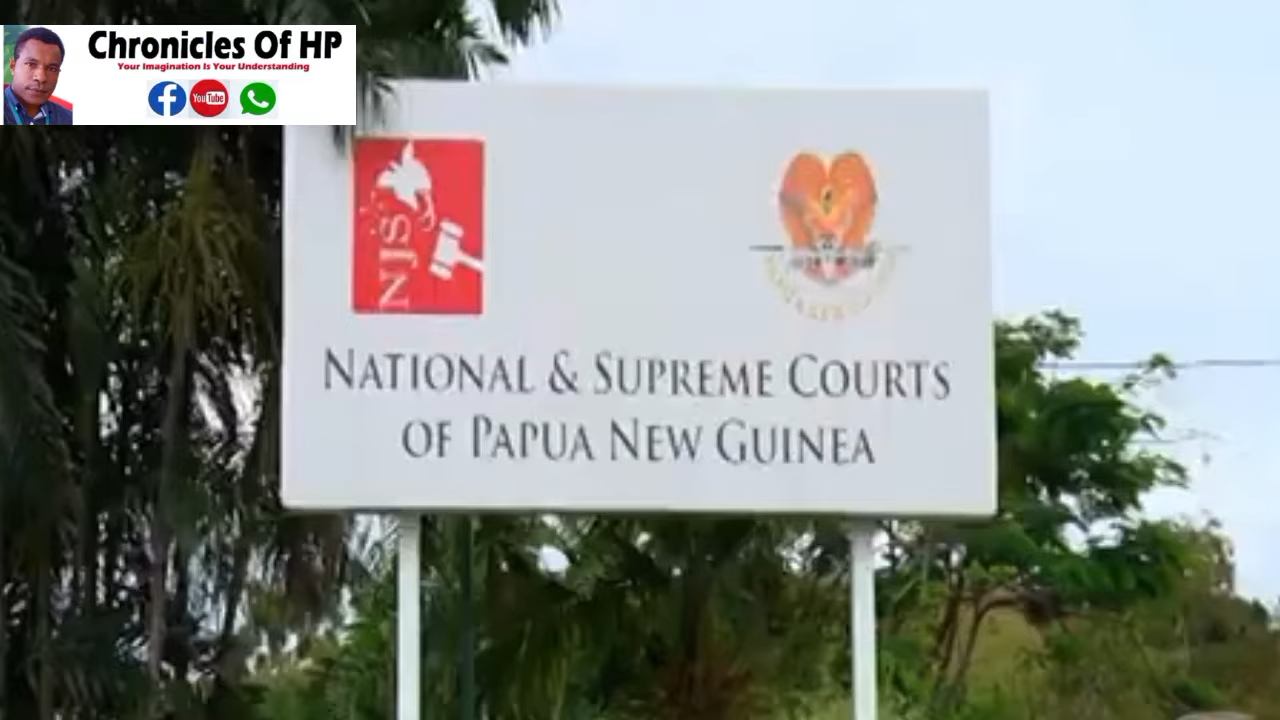 Chronicles Of HP
Your Imagination Is Your Understanding
YouTube
NJS
NATIONAL & SUPREME COURTS
OF PAPUA NEW GUINEA